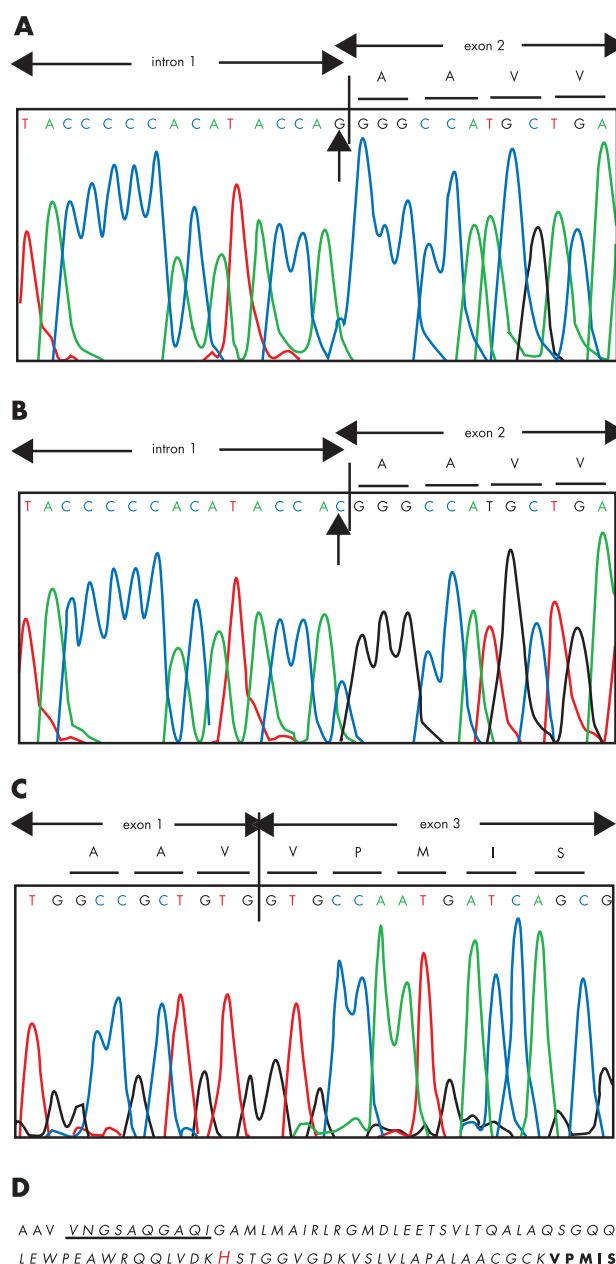 A
intron 1
exon 2
A A V V
T A C C C C C A C A T A C C A G G G G C C A T G C T G A
B
intron 1
exon 2
A A V V
T A C C C C C A C A T A C C A C G G G C C A T G C T G A
C
exon 1
exon 3
A A V V P M I S
T G G C C G C T G T G G T G C C A A T G A T C A G C G
D
AAV VNGSAQGAQIGAMLMAIRLRGMDLEETSVLTQALAQSGQQ
LEWPEAWRQQLVDKHSTGGVGDKVSLVLAPALAACGCKVPMIS